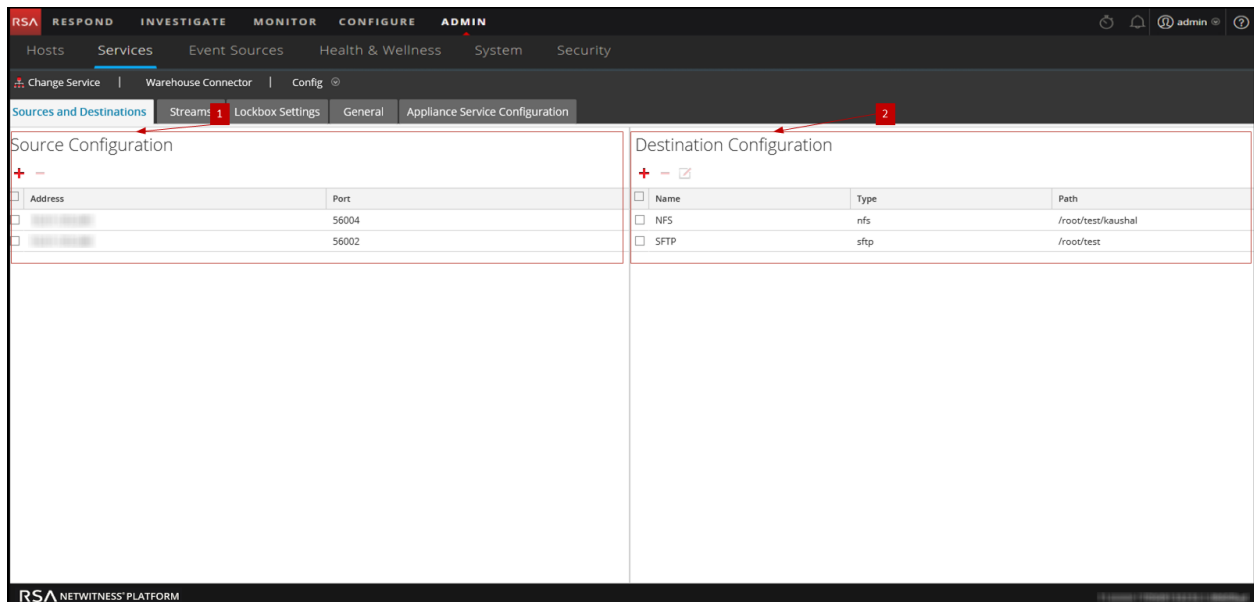 RSA RESPOND INVESTIGATE MONITOR CONFIGURE ADMIN admin ?
Hosts Services Event Sources Health & Wellness System Security
Change Service | Warehouse Connector | Config
Sources and Destinations Streams 1 Lockbox Settings General Appliance Service Configuration 2
Source Configuration
+ −
Address Port
56004
56002
Destination Configuration
+ −
Name Type Path
NFS nfs /root/test/kaushal
SFTP sftp /root/test
RSA NETWITNESS® PLATFORM